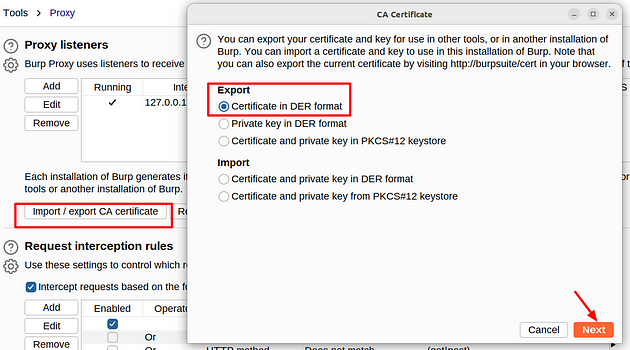 Tools > Proxy
CA Certificate
Proxy listeners
Burp Proxy uses listeners to receive
Add
Edit
Remove
Running
Inte
127.0.0.1
Each installation of Burp generates it
tools or another installation of Burp.
Import / export CA certificate
Re
Request interception rules
Use these settings to control which r
Intercept requests based on the fo
Add
Edit
Remove
Enabled
Operato
Or
Or
HTTP method
Does not match
(get|post)
You can export your certificate and key for use in other tools, or in another installation of
Burp. You can import a certificate and key to use in this installation of Burp. Note that
you can also export the current certificate by visiting http://burpsuite/cert in your browser.
Export
Certificate in DER format
Private key in DER format
Certificate and private key in PKCS#12 keystore
Import
Certificate and private key in DER format
Certificate and private key from PKCS#12 keystore
Cancel
Next